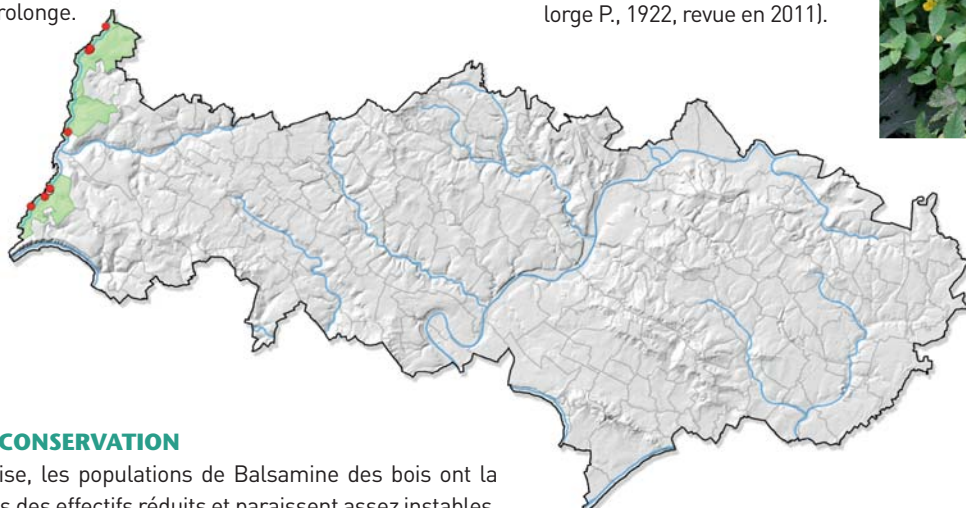 rolonge.
lorge P., 1922, revue en 2011).
CONSERVATION
ise, les populations de Balsamine des bois ont la
s des effectifs réduits et paraissent assez instables.